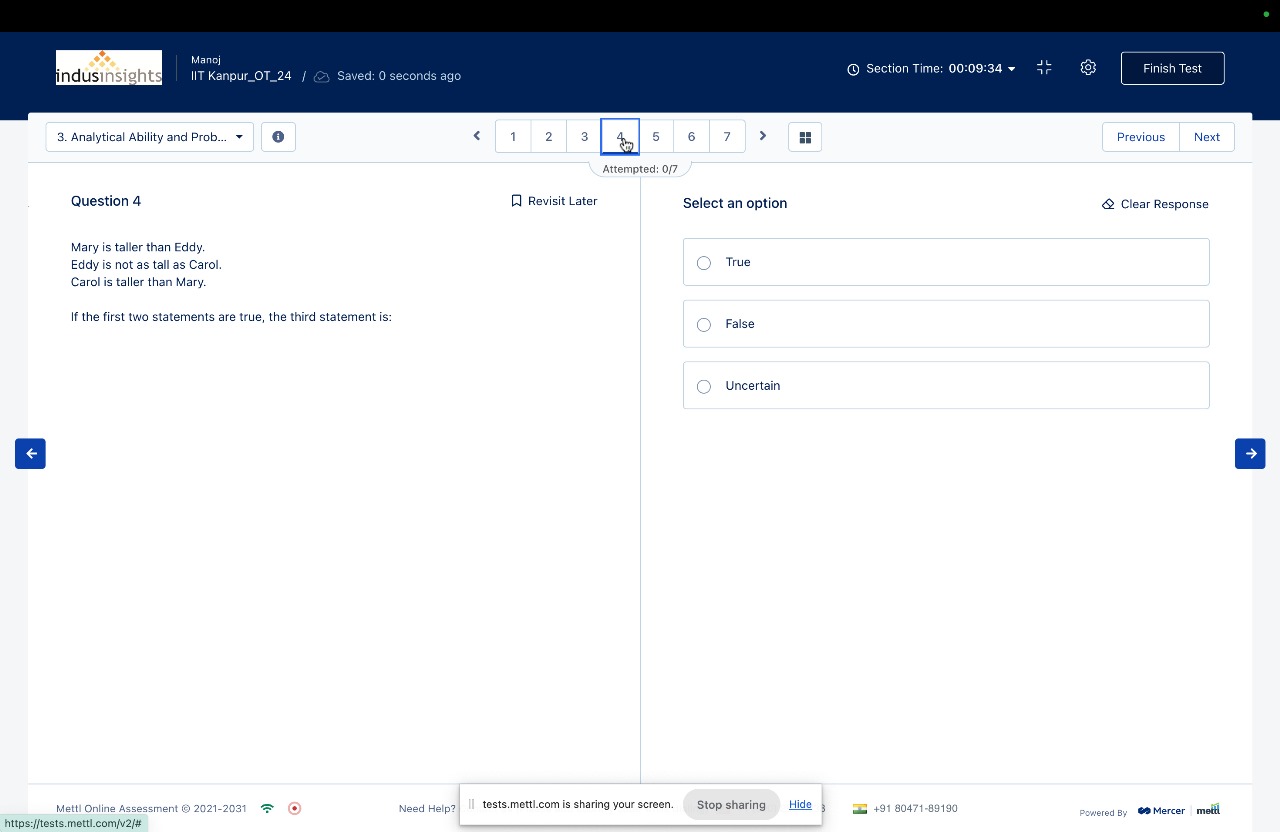 indusinsights
Manoj
IIT Kanpur_OT_24 / Saved: 0 seconds ago
Section Time: 00:09:34
Finish Test
3. Analytical Ability and Prob...
1 2 3 4 5 6 7
Previous Next
Attempted: 0/7
Question 4
Revisit Later
Mary is taller than Eddy.
Eddy is not as tall as Carol.
Carol is taller than Mary.
If the first two statements are true, the third statement is:
Select an option
Clear Response
True
False
Uncertain
Mettl Online Assessment © 2021-2031
Need Help?
tests.mettl.com is sharing your screen.
Stop sharing
Hide
3
+91 80471-89190
Powered By Mercer | mettl
https://tests.mettl.com/v2/#